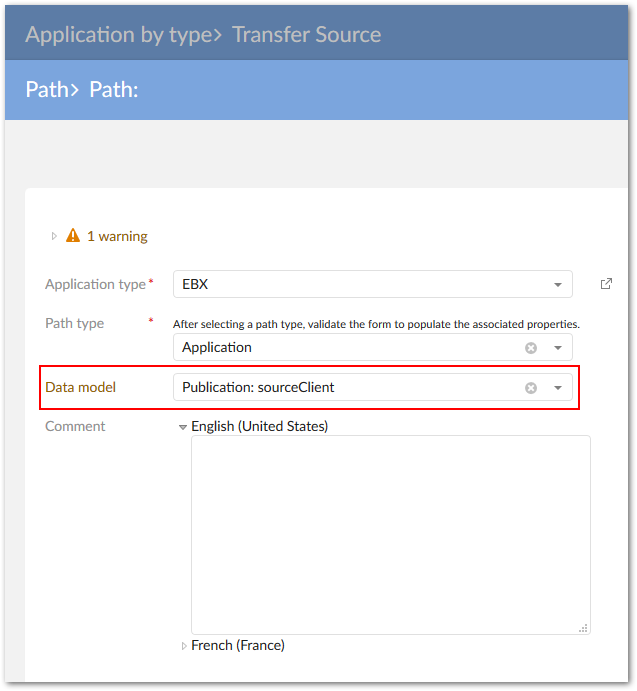 Application by type> Transfer Source
Path> Path:
1 warning
Application type * EBX
Path type * After selecting a path type, validate the form to populate the associated properties.
Application
Data model Publication: sourceClient
Comment English (United States)
French (France)